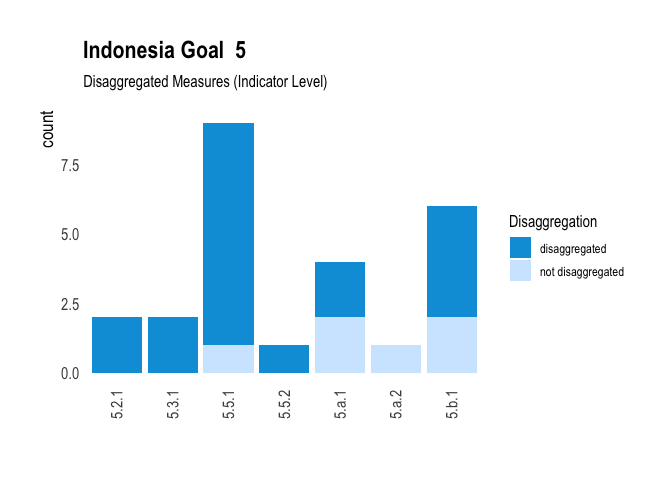 Indonesia Goal  5
Disaggregated Measures (Indicator Level)
count
7.5
5.0
2.5
0.0
5.2.1
5.3.1
5.5.1
5.5.2
5.a.1
5.a.2
5.b.1
Disaggregation
disaggregated
not disaggregated